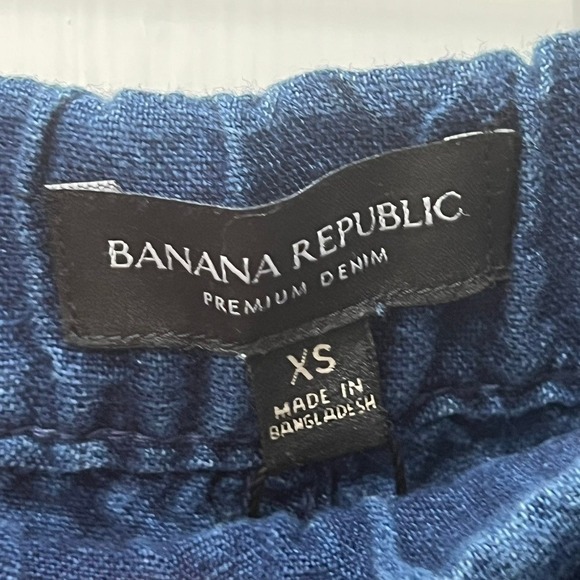 BANANA REPUBLIC
PREMIUM DENIM
XS
MADE IN
BANGLADESH